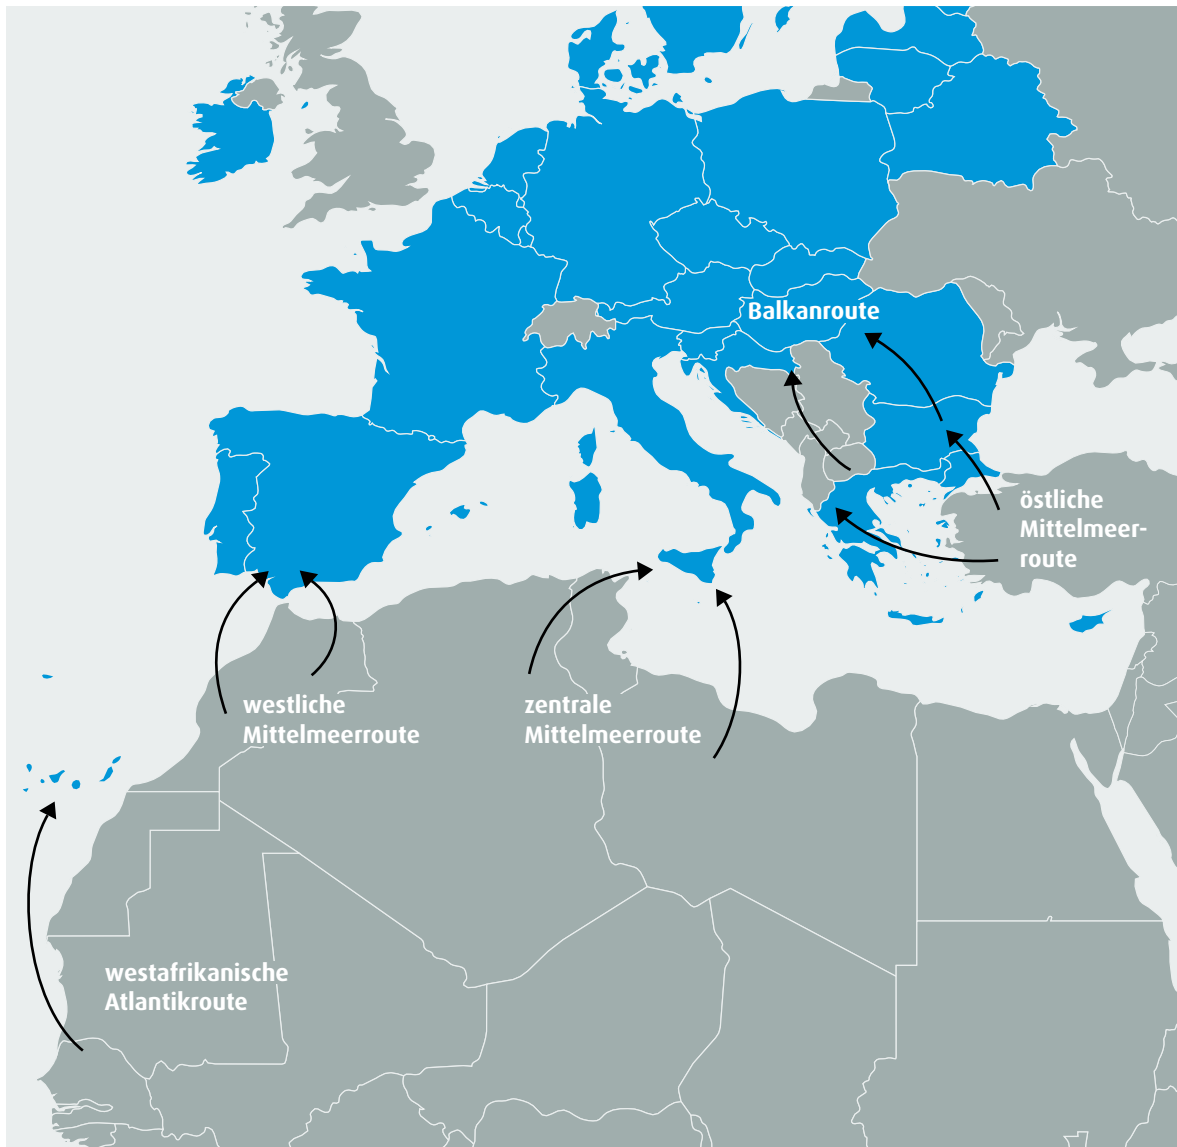 Balkanroute
östliche
Mittelmeer-
route
westliche
Mittelmeerroute
zentrale
Mittelmeerroute
westafrikanische
Atlantikroute